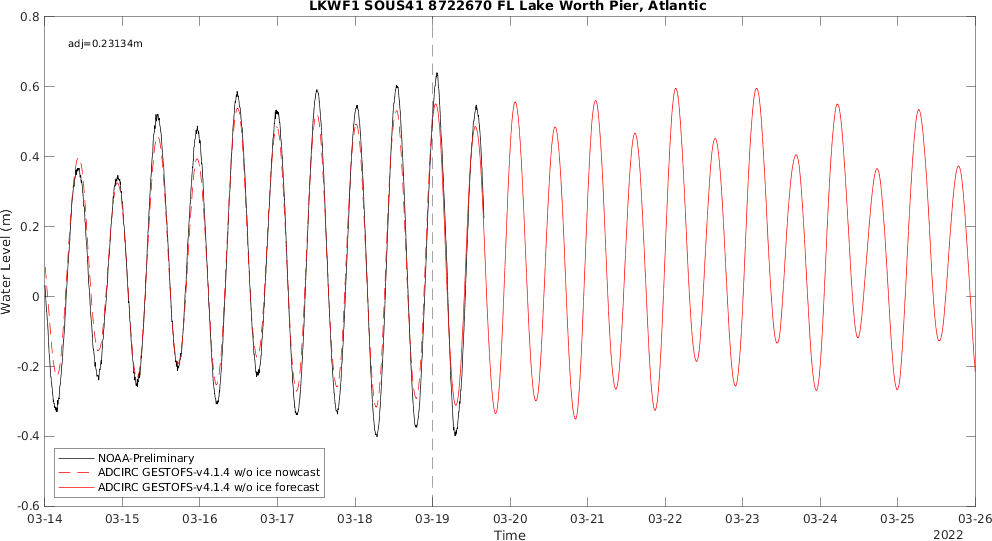 LKWF1 SOUS41 8722670 FL Lake Worth Pier, Atlantic
adj=0.23134m
0.8
0.6
0.4
0.2
0
-0.2
-0.4
-0.6
Water Level (m)
NOAA-Preliminary
ADCIRC GESTOFS-v4.1.4 w/o ice nowcast
ADCIRC GESTOFS-v4.1.4 w/o ice forecast
03-14 03-15 03-16 03-17 03-18 03-19 03-20 03-21 03-22 03-23 03-24 03-25 03-26
Time
2022